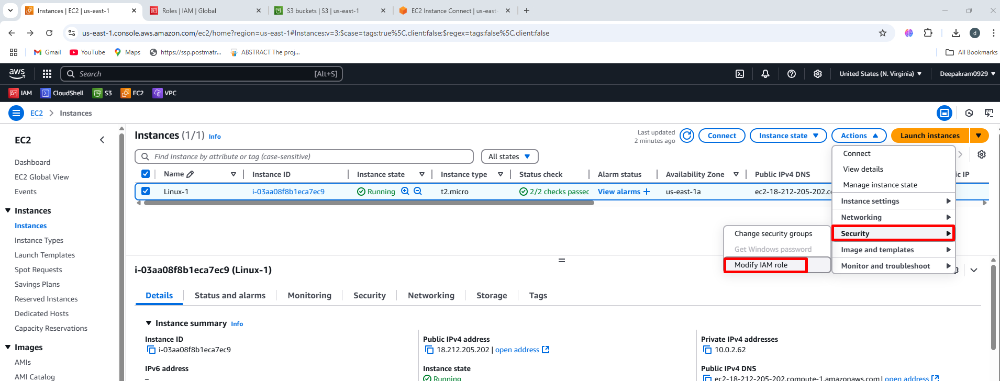 Instances | EC2 | us-east-1
Roles | IAM | Global
S3 buckets | S3 | us-east-1
EC2 Instance Connect | us-east-
us-east-1.console.aws.amazon.com/ec2/home?region=us-east-1#Instances:v=3;$case=tags:true%5C,client:false;$regex=tags:false%5C,client:false
d
Gmail
YouTube
Maps
https://ssp.postmatr...
ABSTRACT The proj...
All Bookmarks
aws
Search
[Alt+S]
United States (N. Virginia)
Deepakram0929
IAM
CloudShell
S3
EC2
VPC
EC2
Instances
EC2
Dashboard
EC2 Global View
Events
Instances
Instances
Instance Types
Launch Templates
Spot Requests
Savings Plans
Reserved Instances
Dedicated Hosts
Capacity Reservations
Images
AMIs
AMI Catalog
Instances (1/1) Info
Last updated
2 minutes ago
Connect
Instance state
Actions
Launch instances
Find Instance by attribute or tag (case-sensitive)
All states
Name
Instance ID
Instance state
Instance type
Status check
Alarm status
Availability Zone
Public IPv4 DNS
ic IP
Linux-1
i-03aa08f8b1eca7ec9
Running
t2.micro
2/2 checks passec
View alarms
us-east-1a
ec2-18-212-205-202.co
Connect
View details
Manage instance state
Instance settings
Networking
Security
Image and templates
Monitor and troubleshoot
Change security groups
Get Windows password
Modify IAM role
i-03aa08f8b1eca7ec9 (Linux-1)
Details
Status and alarms
Monitoring
Security
Networking
Storage
Tags
Instance summary Info
Instance ID
i-03aa08f8b1eca7ec9
IPv6 address
–
Public IPv4 address
18.212.205.202 | open address
Instance state
Running
Private IPv4 addresses
10.0.2.62
Public IPv4 DNS
ec2-18-212-205-202.compute-1.amazonaws.com | open address